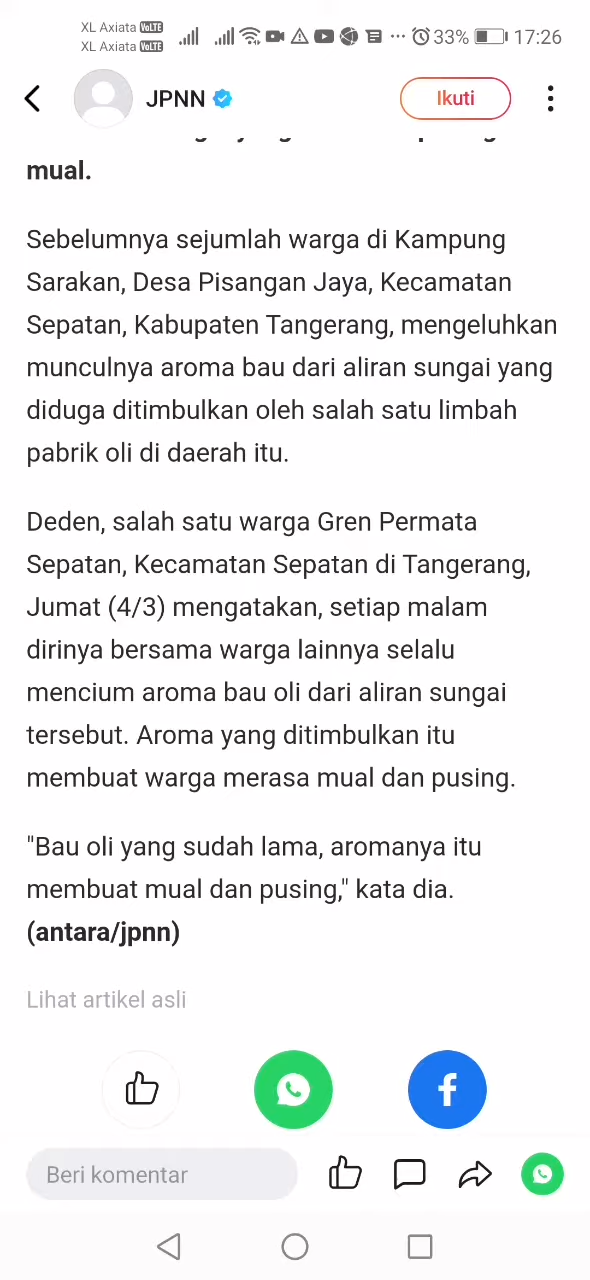 XL Axiata VoLTE
XL Axiata VoLTE
33% 17:26
JPNN
Ikuti
mual.
Sebelumnya sejumlah warga di Kampung
Sarakan, Desa Pisangan Jaya, Kecamatan
Sepatan, Kabupaten Tangerang, mengeluhkan
munculnya aroma bau dari aliran sungai yang
diduga ditimbulkan oleh salah satu limbah
pabrik oli di daerah itu.
Deden, salah satu warga Gren Permata
Sepatan, Kecamatan Sepatan di Tangerang,
Jumat (4/3) mengatakan, setiap malam
dirinya bersama warga lainnya selalu
mencium aroma bau oli dari aliran sungai
tersebut. Aroma yang ditimbulkan itu
membuat warga merasa mual dan pusing.
"Bau oli yang sudah lama, aromanya itu
membuat mual dan pusing," kata dia.
(antara/jpnn)
Lihat artikel asli
Beri komentar